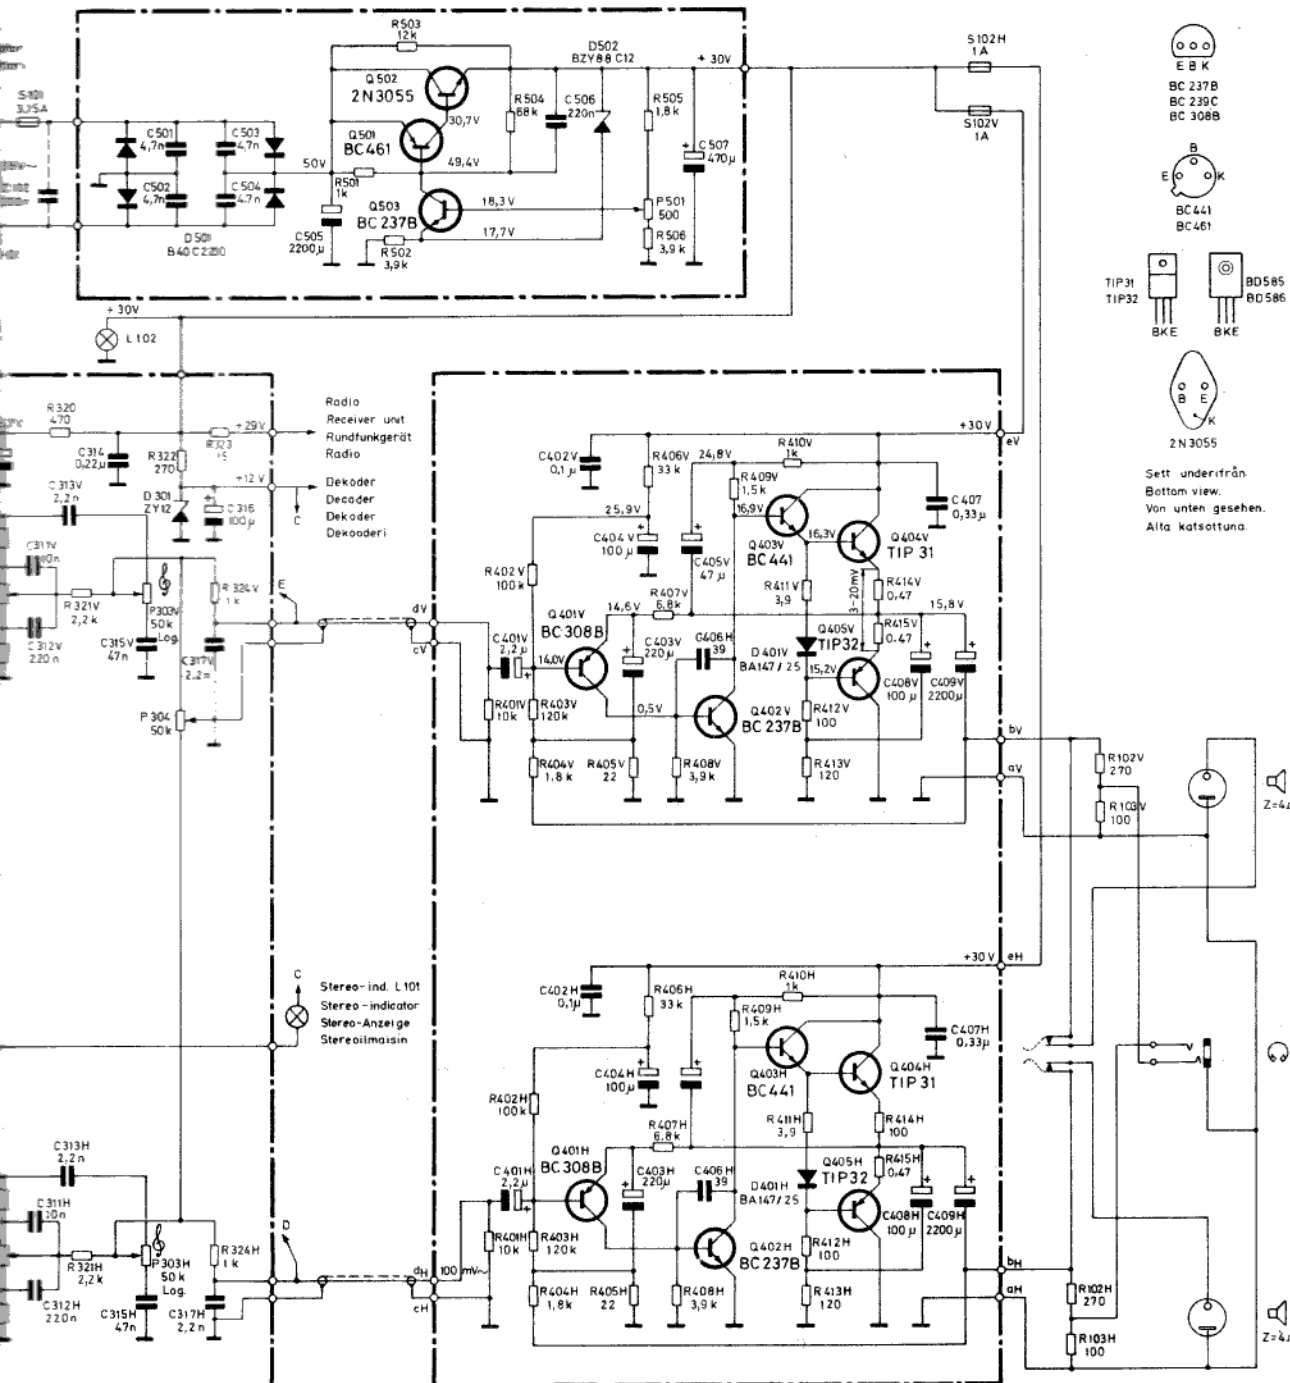 R503
12k
Q502
2N3055
D502
BZY88 C12
+ 30V
S102H
1A
S102V
1A
E B K
BC 237B
BC 239C
BC 308B
B
E
K
BC441
BC461
TIP31
TIP32
BKE
BD585
BD586
BKE
B E
K
2N3055
Sett underifrån
Bottom view.
Von unten gesehen.
Alta katsottuna.
S101
3,15A
C501
4,7n
C503
4,7n
C502
4,7n
C504
4,7n
D501
B40C2200
50V
R501
1k
Q501
BC461
30,7V
49,4V
R504
68k
C506
220n
R505
1,8k
C507
470µ
P501
500
R506
3,9k
18,3V
17,7V
Q503
BC237B
C505
2200µ
R502
3,9k
+ 30V
L102
R320
470
C314
0,22µ
R322
270
+29V
R323
Radio
Receiver unit
Rundfunkgerät
Radio
+12V
Dekoder
Decoder
Dekoder
Dekooderi
C
C313V
2,2n
D301
ZY12
C316
100µ
C311V
R321V
2,2k
P303V
50k
Log
R324V
1k
E
C312V
220n
C315V
47n
C317V
2,2n
P304
50k
dV
cV
C402V
0,1µ
R406V
33k
24,8V
R410V
1k
+30V
eV
R409V
1,5k
C407
0,33µ
25,9V
16,9V
C404V
100µ
C405V
47µ
Q403V
BC441
16,3V
Q404V
TIP 31
R402V
100k
R411V
3,9
3-20mV
R414V
0,47
Q401V
BC308B
14,6V
R407V
6,8k
15,8V
C401V
2,2µ
14,0V
C403V
220µ
C406H
39
D401V
BA147/25
Q405V
TIP32
R415V
0,47
15,2V
C408V
100µ
C409V
2200µ
R401V
10k
R403V
120k
0,5V
Q402V
BC237B
R412V
100
R404V
1,8k
R405V
22
R408V
3,9k
R413V
120
bV
aV
R102V
270
R103V
100
Z=4
C
Stereo-ind. L101
Stereo-indicator
Stereo-Anzeige
Stereoilmaisin
C402H
0,1µ
R406H
33k
R410H
1k
+30V
eH
R409H
1,5k
C407H
0,33µ
C404H
100µ
Q403H
BC441
Q404H
TIP 31
R402H
100k
R407H
6,8k
R411H
3,9
R414H
100
Q401H
BC308B
C401H
2,2µ
C403H
220µ
C406H
39
D401H
BA147/25
Q405H
TIP32
R415H
0,47
C408H
100µ
C409H
2200µ
R401H
10k
R403H
120k
Q402H
BC237B
R412H
100
R404H
1,8k
R405H
22
R408H
3,9k
R413H
120
dH
100 mV~
cH
bH
aH
R102H
270
R103H
100
Z=4
C313H
2,2n
C311H
R321H
2,2k
P303H
50k
Log.
R324H
1k
D
C312H
220n
C315H
47n
C317H
2,2n